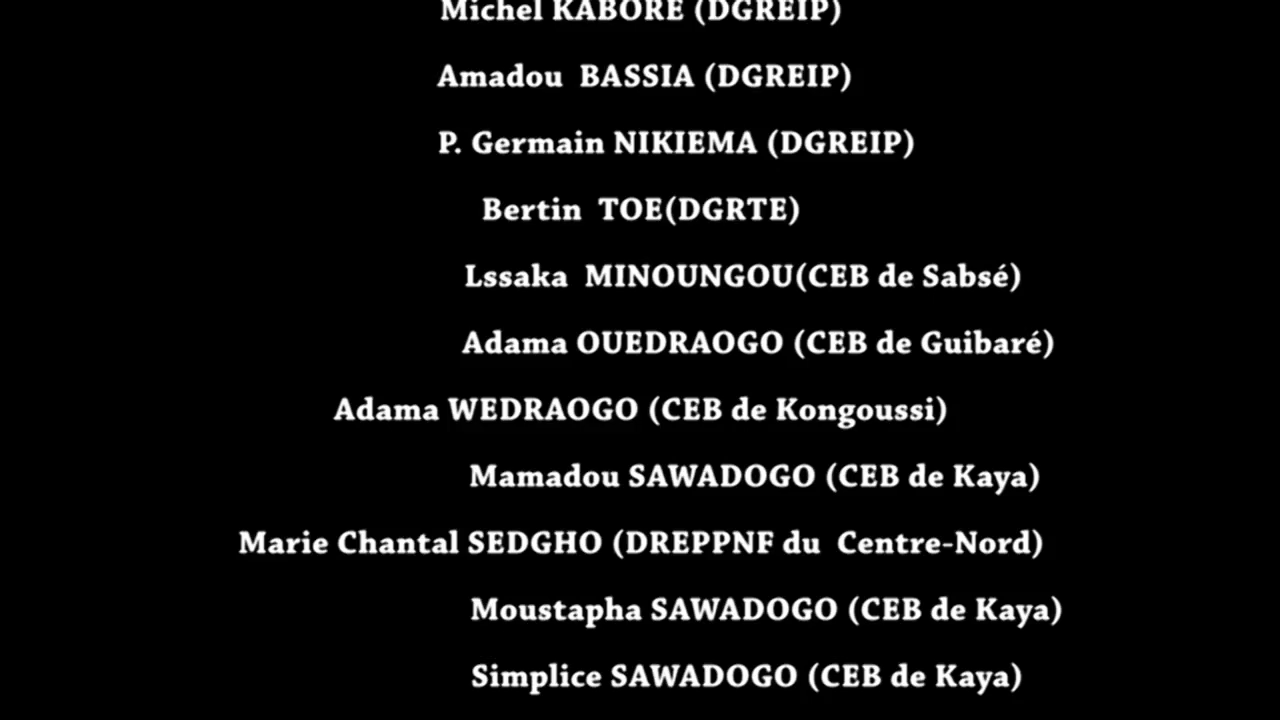 Michel KABORE (DGREIP)
Amadou  BASSIA (DGREIP)
P. Germain NIKIEMA (DGREIP)
Bertin  TOE(DGRTE)
Lssaka  MINOUNGOU(CEB de Sabsé)
Adama OUEDRAOGO (CEB de Guibaré)
Adama WEDRAOGO (CEB de Kongoussi)
Mamadou SAWADOGO (CEB de Kaya)
Marie Chantal SEDGHO (DREPPNF du  Centre-Nord)
Moustapha SAWADOGO (CEB de Kaya)
Simplice SAWADOGO (CEB de Kaya)